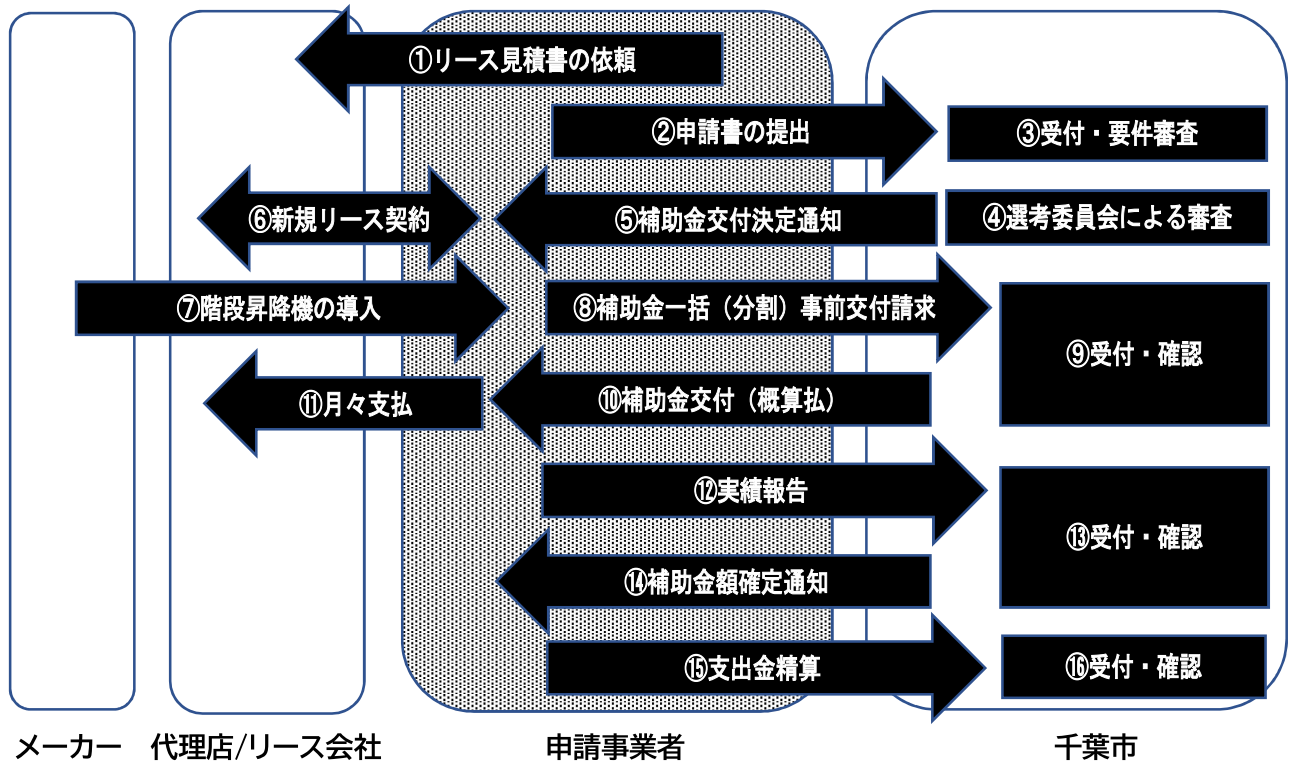 ①リース見積書の依頼
②申請書の提出
③受付・要件審査
④選考委員会による審査
⑤補助金交付決定通知
⑥新規リース契約
⑦階段昇降機の導入
⑧補助金一括（分割）事前交付請求
⑨受付・確認
⑩補助金交付（概算払）
⑪月々支払
⑫実績報告
⑬受付・確認
⑭補助金額確定通知
⑮支出金精算
⑯受付・確認
メーカー
代理店/リース会社
申請事業者
千葉市